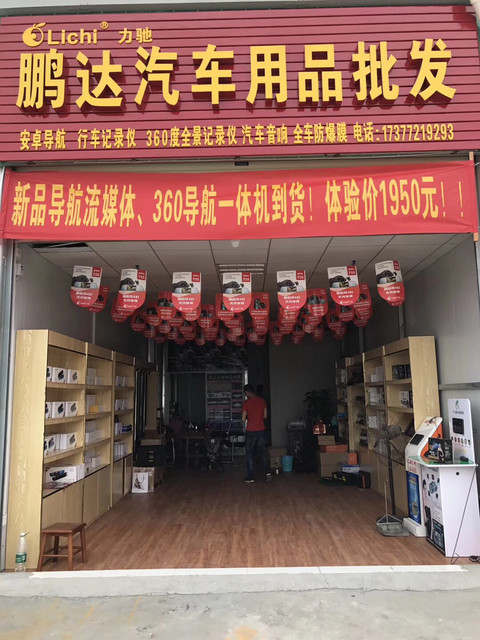 Lichi® 力驰
鹏达汽车用品批发
安卓导航 行车记录仪 360度全景记录仪 汽车音响 全车防爆膜 电话:17377219293
新品导航流媒体、360导航一体机到货！体验价1950元！！